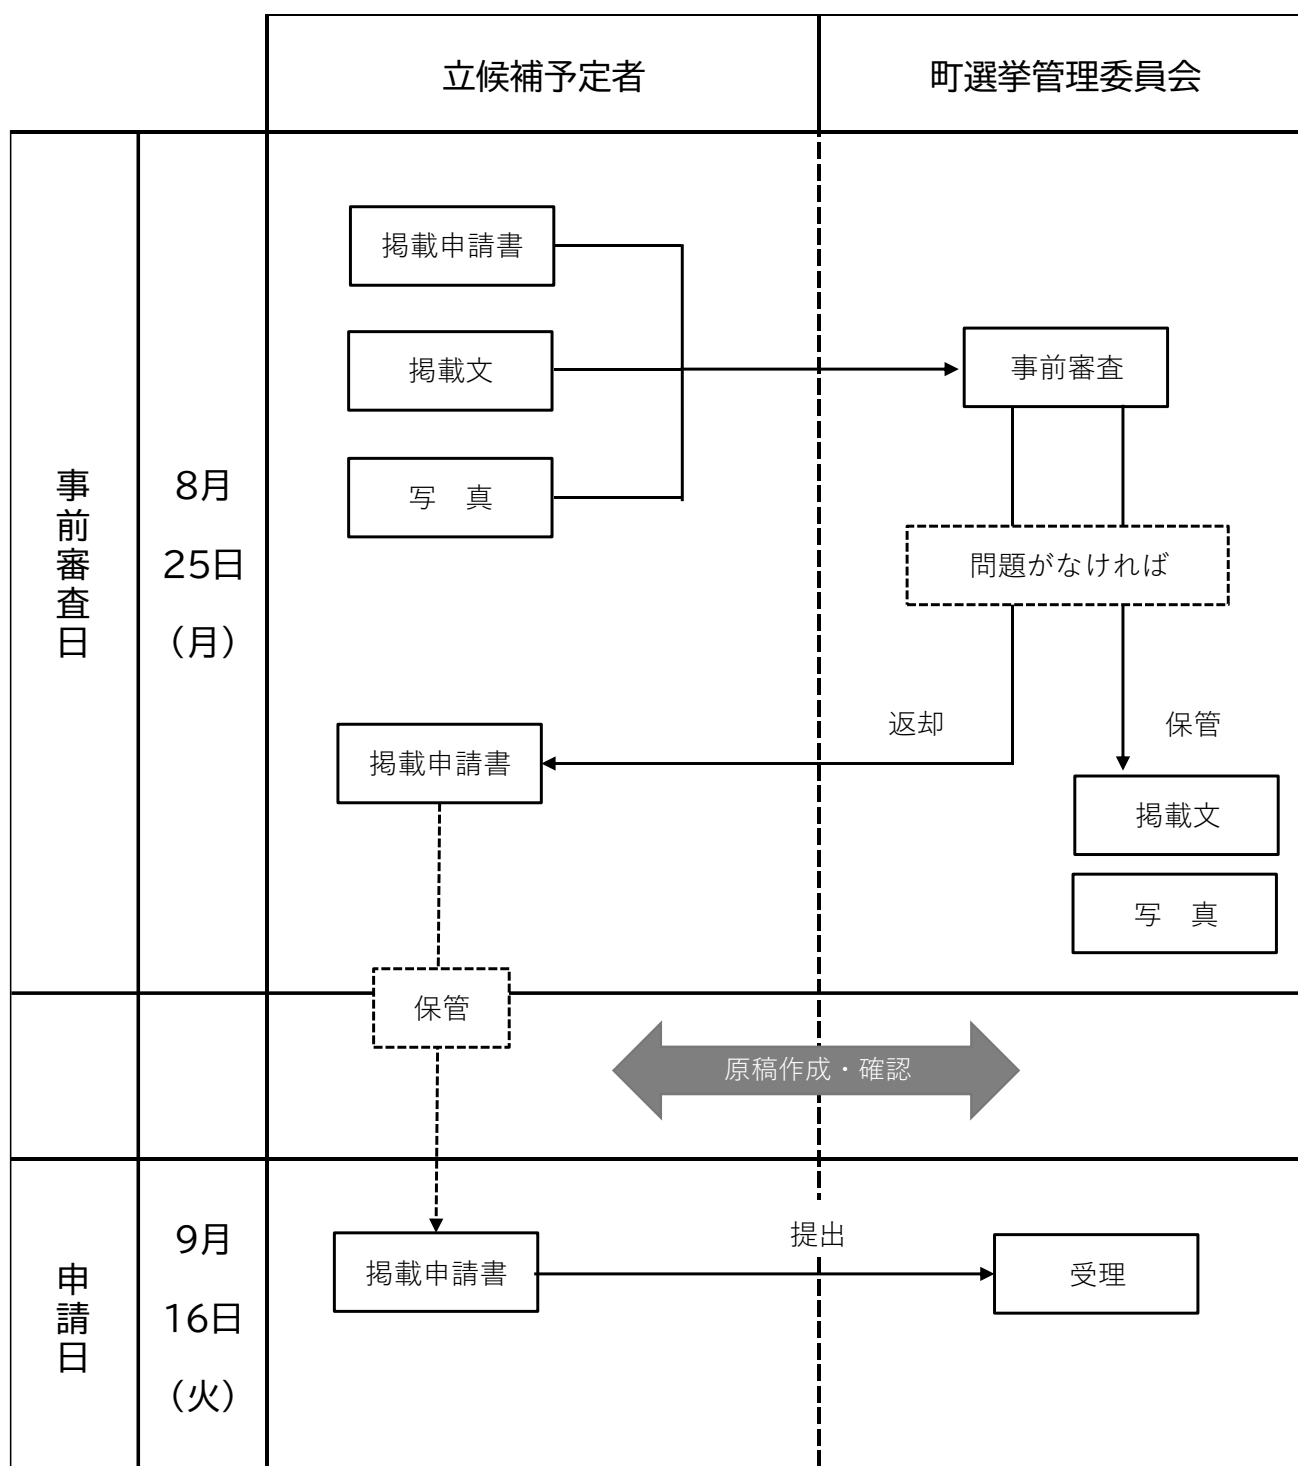 立候補予定者
町選挙管理委員会
事前審査日
8月
25日
(月)
掲載申請書
掲載文
写　真
事前審査
問題がなければ
返却
保管
掲載申請書
掲載文
写　真
保管
原稿作成・確認
申請日
9月
16日
(火)
掲載申請書
提出
受理